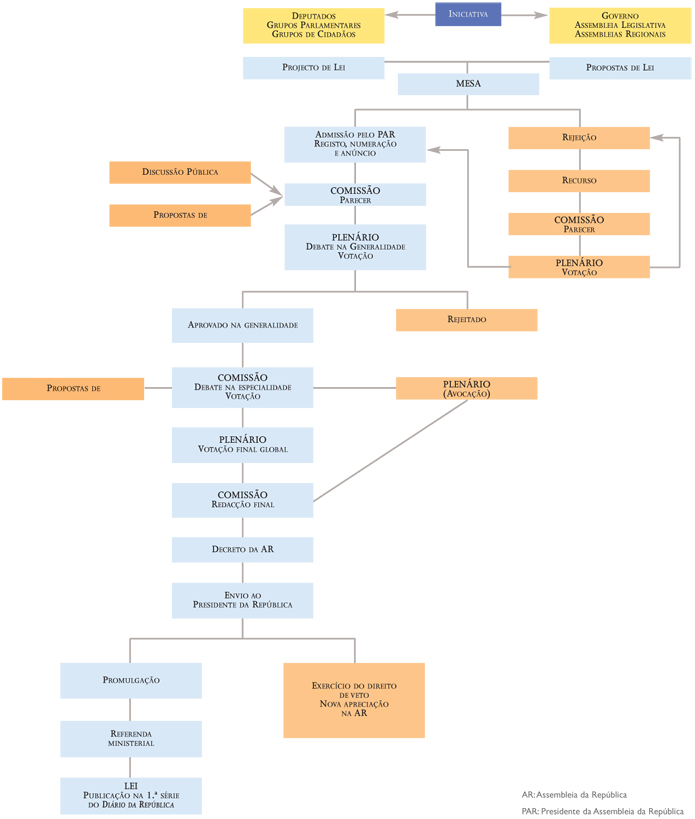 INICIATIVA
DEPUTADOS
GRUPOS PARLAMENTARES
GRUPOS DE CIDADÃOS
GOVERNO
ASSEMBLEIA LEGISLATIVA
ASSEMBLEIAS REGIONAIS
PROJECTO DE LEI
PROPOSTAS DE LEI
MESA
ADMISSÃO PELO PAR
REGISTO, NUMERAÇÃO
E ANÚNCIO
REJEIÇÃO
DISCUSSÃO PÚBLICA
RECURSO
COMISSÃO
PARECER
PROPOSTAS DE
COMISSÃO
PARECER
PLENÁRIO
DEBATE NA GENERALIDADE
VOTAÇÃO
PLENÁRIO
VOTAÇÃO
APROVADO NA GENERALIDADE
REJEITADO
PROPOSTAS DE
COMISSÃO
DEBATE NA ESPECIALIDADE
VOTAÇÃO
PLENÁRIO
(AVOCAÇÃO)
PLENÁRIO
VOTAÇÃO FINAL GLOBAL
COMISSÃO
REDACÇÃO FINAL
DECRETO DA AR
ENVIO AO
PRESIDENTE DA REPÚBLICA
PROMULGAÇÃO
EXERCÍCIO DO DIREITO
DE VETO
NOVA APRECIAÇÃO
NA AR
REFERENDA
MINISTERIAL
LEI
PUBLICAÇÃO NA 1.ª SÉRIE
DO DIÁRIO DA REPÚBLICA
AR: Assembleia da República
PAR: Presidente da Assembleia da República